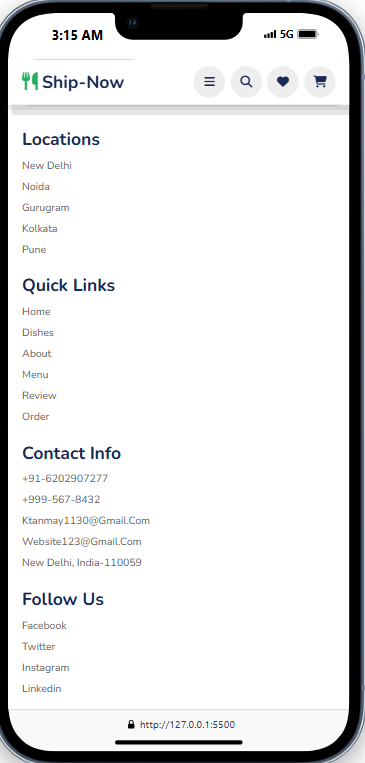 3:15 AM
5G
Ship-Now
Locations
New Delhi
Noida
Gurugram
Kolkata
Pune
Quick Links
Home
Dishes
About
Menu
Review
Order
Contact Info
+91-6202907277
+999-567-8432
Ktanmay1130@Gmail.Com
Website123@Gmail.Com
New Delhi, India-110059
Follow Us
Facebook
Twitter
Instagram
Linkedin
http://127.0.0.1:5500